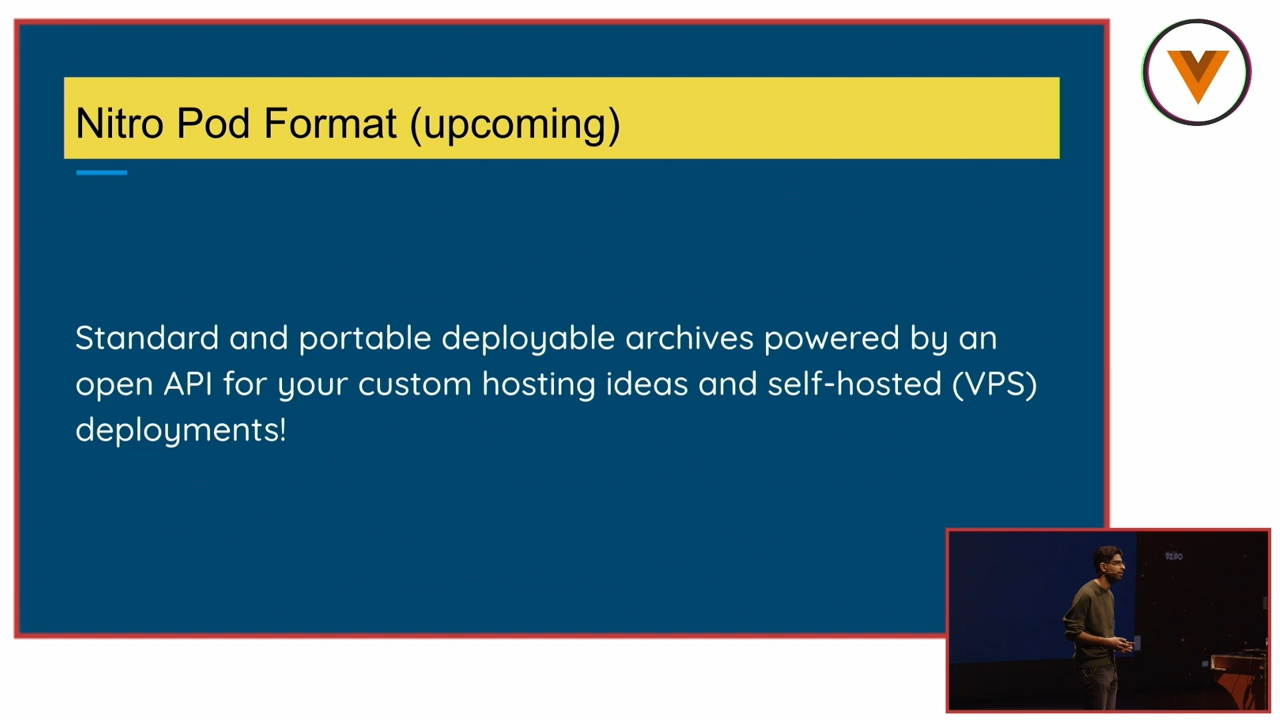 Nitro Pod Format (upcoming)
Standard and portable deployable archives powered by an
open API for your custom hosting ideas and self-hosted (VPS)
deployments!